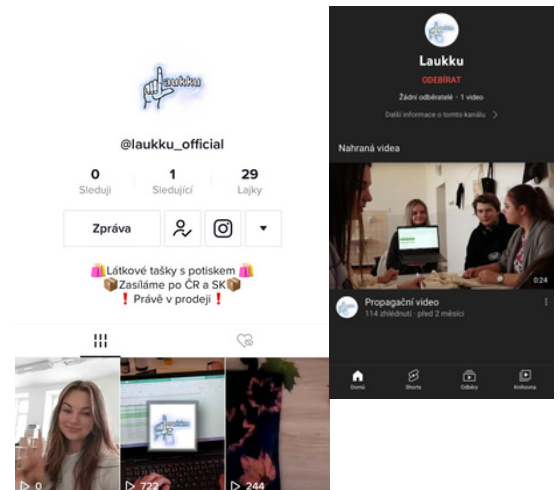 Laukku
@laukku_official
0
Sleduji
1
Sledující
29
Lajky
Zpráva
🛍️Látkové tašky s potiskem🛍️
📦Zasíláme po ČR a SK📦
❗Právě v prodeji❗
0
722
244
Laukku
ODEBÍRAT
Žádní odběratelé · 1 video
Další informace o tomto kanálu
Nahraná videa
0:24
Propagační video
114 zhlédnutí · před 2 měsíci
Domů
Shorts
Odběry
Knihovna